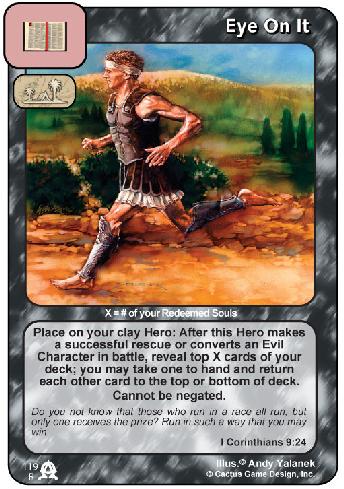 Eye On It
X = # of your Redeemed Souls
Place on your clay Hero: After this Hero makes
a successful rescue or converts an Evil
Character in battle, reveal top X cards of your
deck; you may take one to hand and return
each other card to the top or bottom of deck.
Cannot be negated.
Do you not know that those who run in a race all run, but
only one receives the prize? Run in such a way that you may
win
I Corinthians 9:24
19
R
Illus.© Andy Yalanek
© Cactus Game Design, Inc.